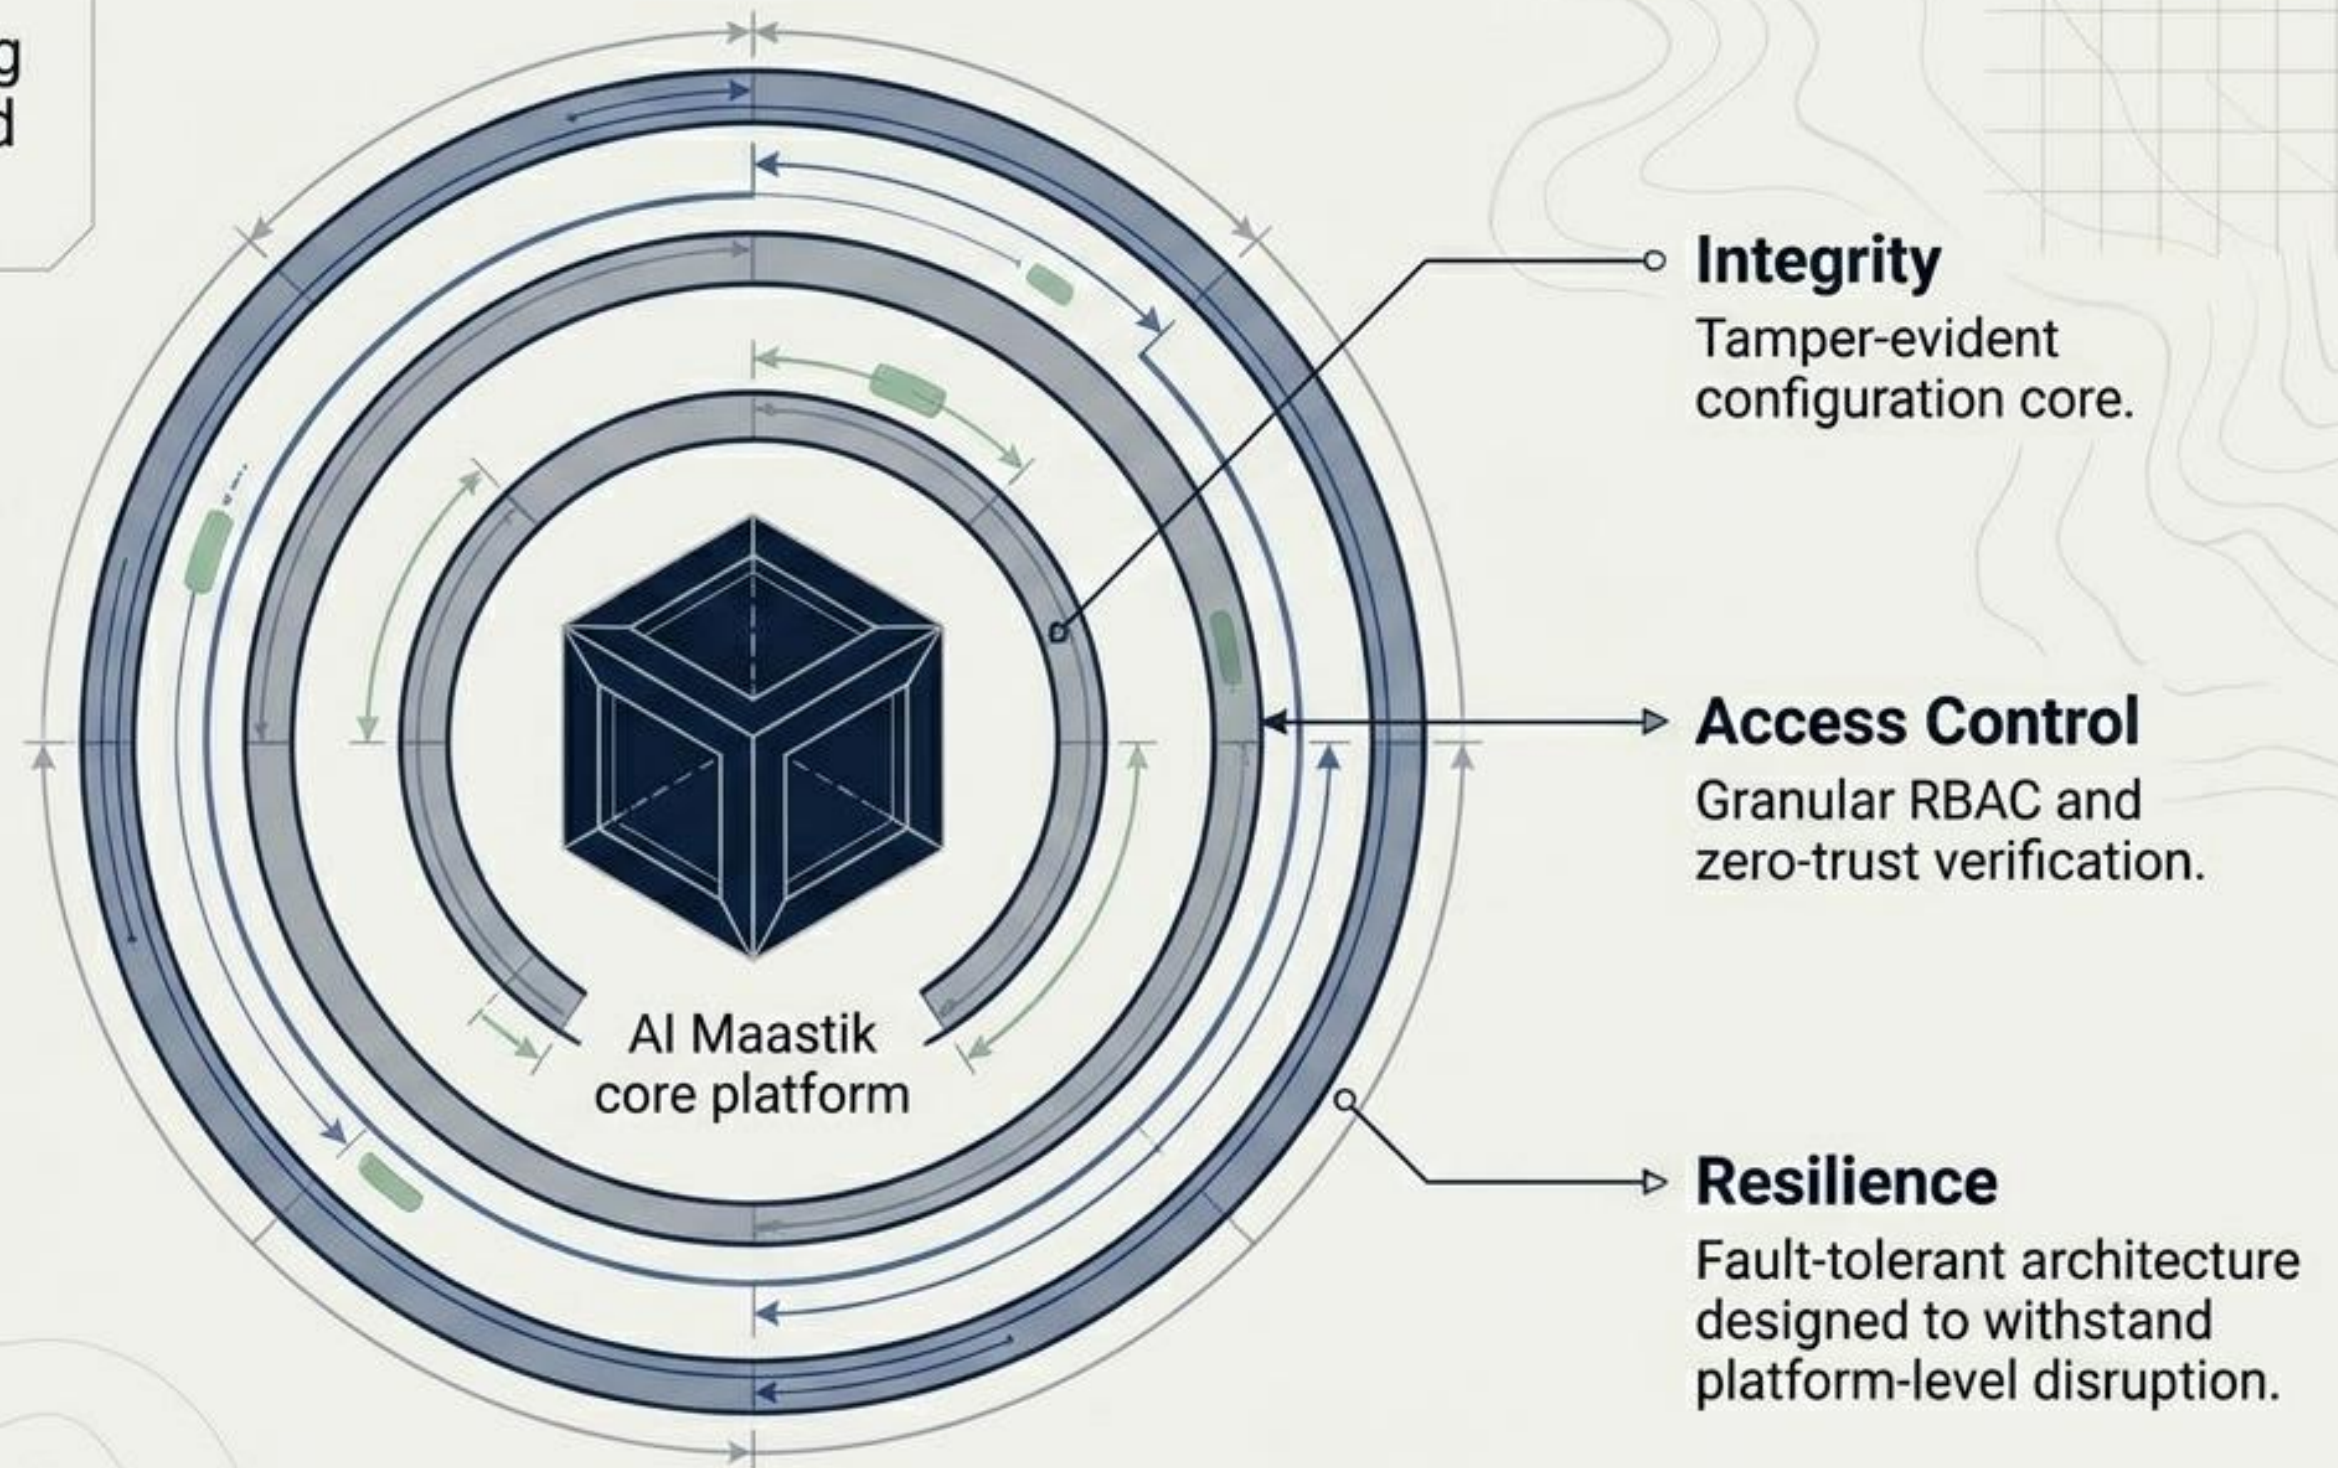 g
d
Integrity
Tamper-evident
configuration core.
Access Control
Granular RBAC and
zero-trust verification.
AI Maastik
core platform
Resilience
Fault-tolerant architecture
designed to withstand
platform-level disruption.